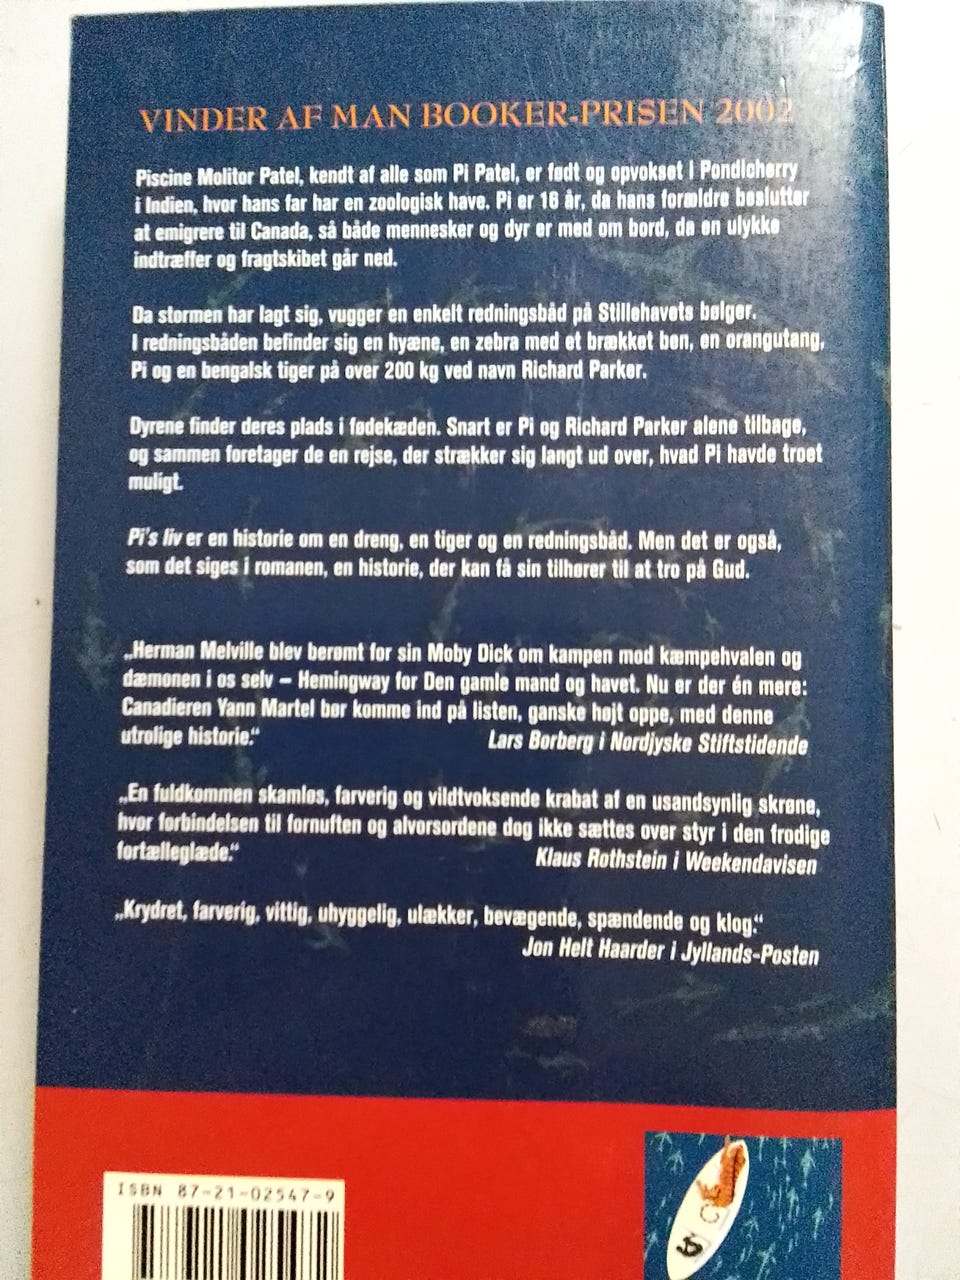 VINDER AF MAN BOOKER-PRISEN 2002
Piscine Molitor Patel, kendt af alle som Pi Patel, er født og opvokset i Pondicherry
i Indien, hvor hans far har en zoologisk have. Pi er 16 år, da hans forældre beslutter
at emigrere til Canada, så både mennesker og dyr er med om bord, da en ulykke
indtræffer og fragtskibet går ned.
Da stormen har lagt sig, vugger en enkelt redningsbåd på Stillehavets bølger.
I redningsbåden befinder sig en hyæne, en zebra med et brækket ben, en orangutang,
Pi og en bengalsk tiger på over 200 kg ved navn Richard Parker.
Dyrene finder deres plads i fødekæden. Snart er Pi og Richard Parker alene tilbage,
og sammen foretager de en rejse, der strækker sig langt ud over, hvad Pi havde troet
muligt.
Pi's liv er en historie om en dreng, en tiger og en redningsbåd. Men det er også,
som det siges i romanen, en historie, der kan få sin tilhører til at tro på Gud.
„Herman Melville blev berømt for sin Moby Dick om kampen mod kæmpehvalen og
dæmonen i os selv – Hemingway for Den gamle mand og havet. Nu er der én mere:
Canadieren Yann Martel bør komme ind på listen, ganske højt oppe, med denne
utrolige historie.“ Lars Borberg i Nordjyske Stiftstidende
„En fuldkommen skamløs, farverig og vildtvoksende krabat af en usandsynlig skrøne,
hvor forbindelsen til fornuften og alvorsordene dog ikke sættes over styr i den frodige
fortælleglæde.“ Klaus Rothstein i Weekendavisen
„Krydret, farverig, vittig, uhyggelig, ulækker, bevægende, spændende og klog.“
Jon Helt Haarder i Jyllands-Posten
ISBN 87-21-02547-9